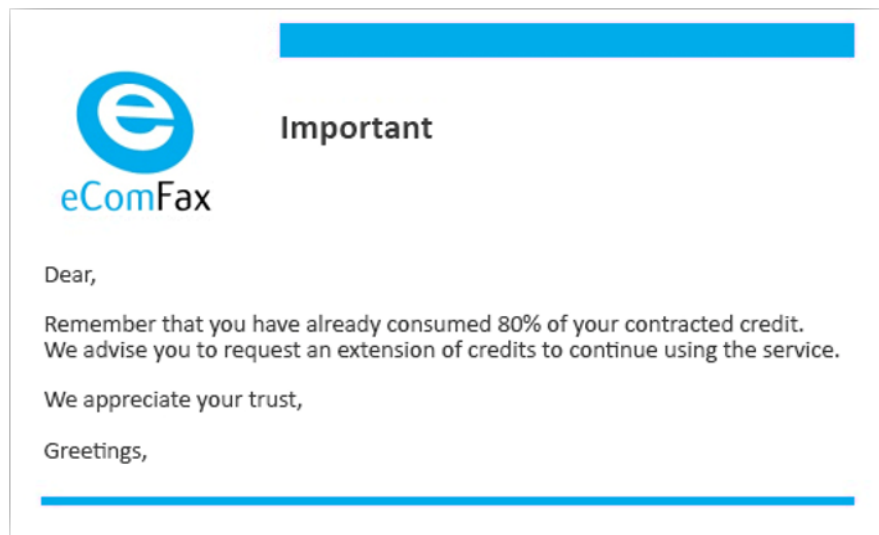 Important
eComFax
Dear,
Remember that you have already consumed 80% of your contracted credit.
We advise you to request an extension of credits to continue using the service.
We appreciate your trust,
Greetings,